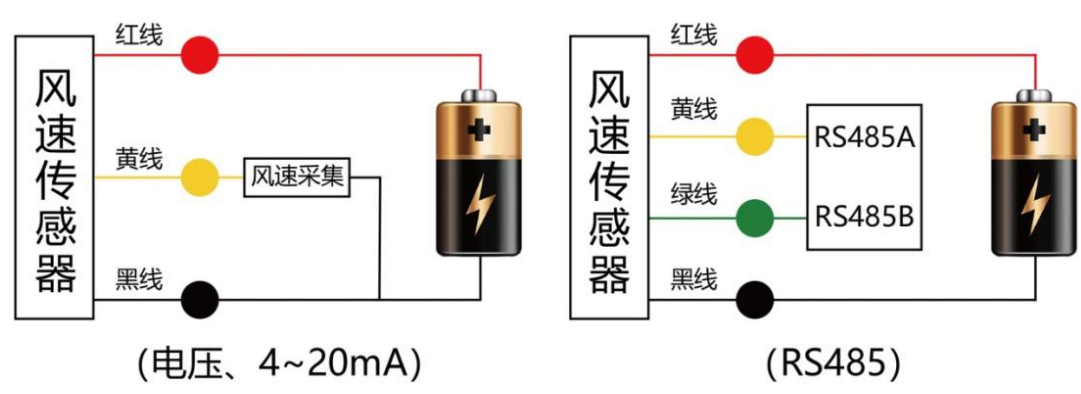 风速传感器
红线
黄线
风速采集
黑线
(电压、4~20mA)
风速传感器
红线
黄线
RS485A
绿线
RS485B
黑线
(RS485)